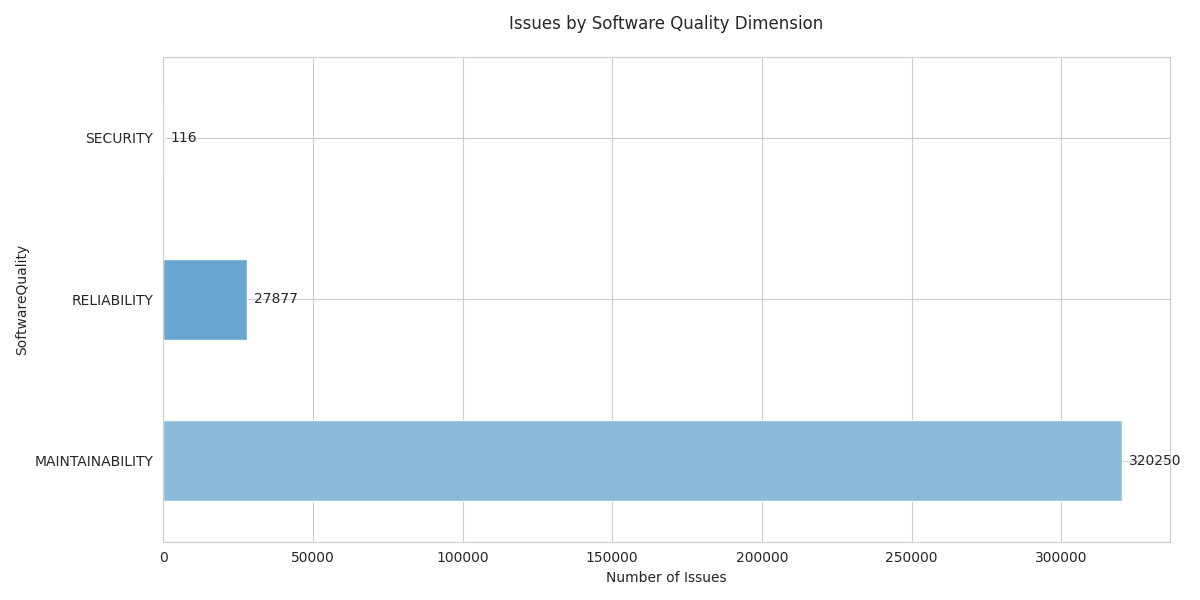 Issues by Software Quality Dimension
SECURITY
116
SoftwareQuality
RELIABILITY
27877
MAINTAINABILITY
320250
0
50000
100000
150000
200000
250000
300000
Number of Issues